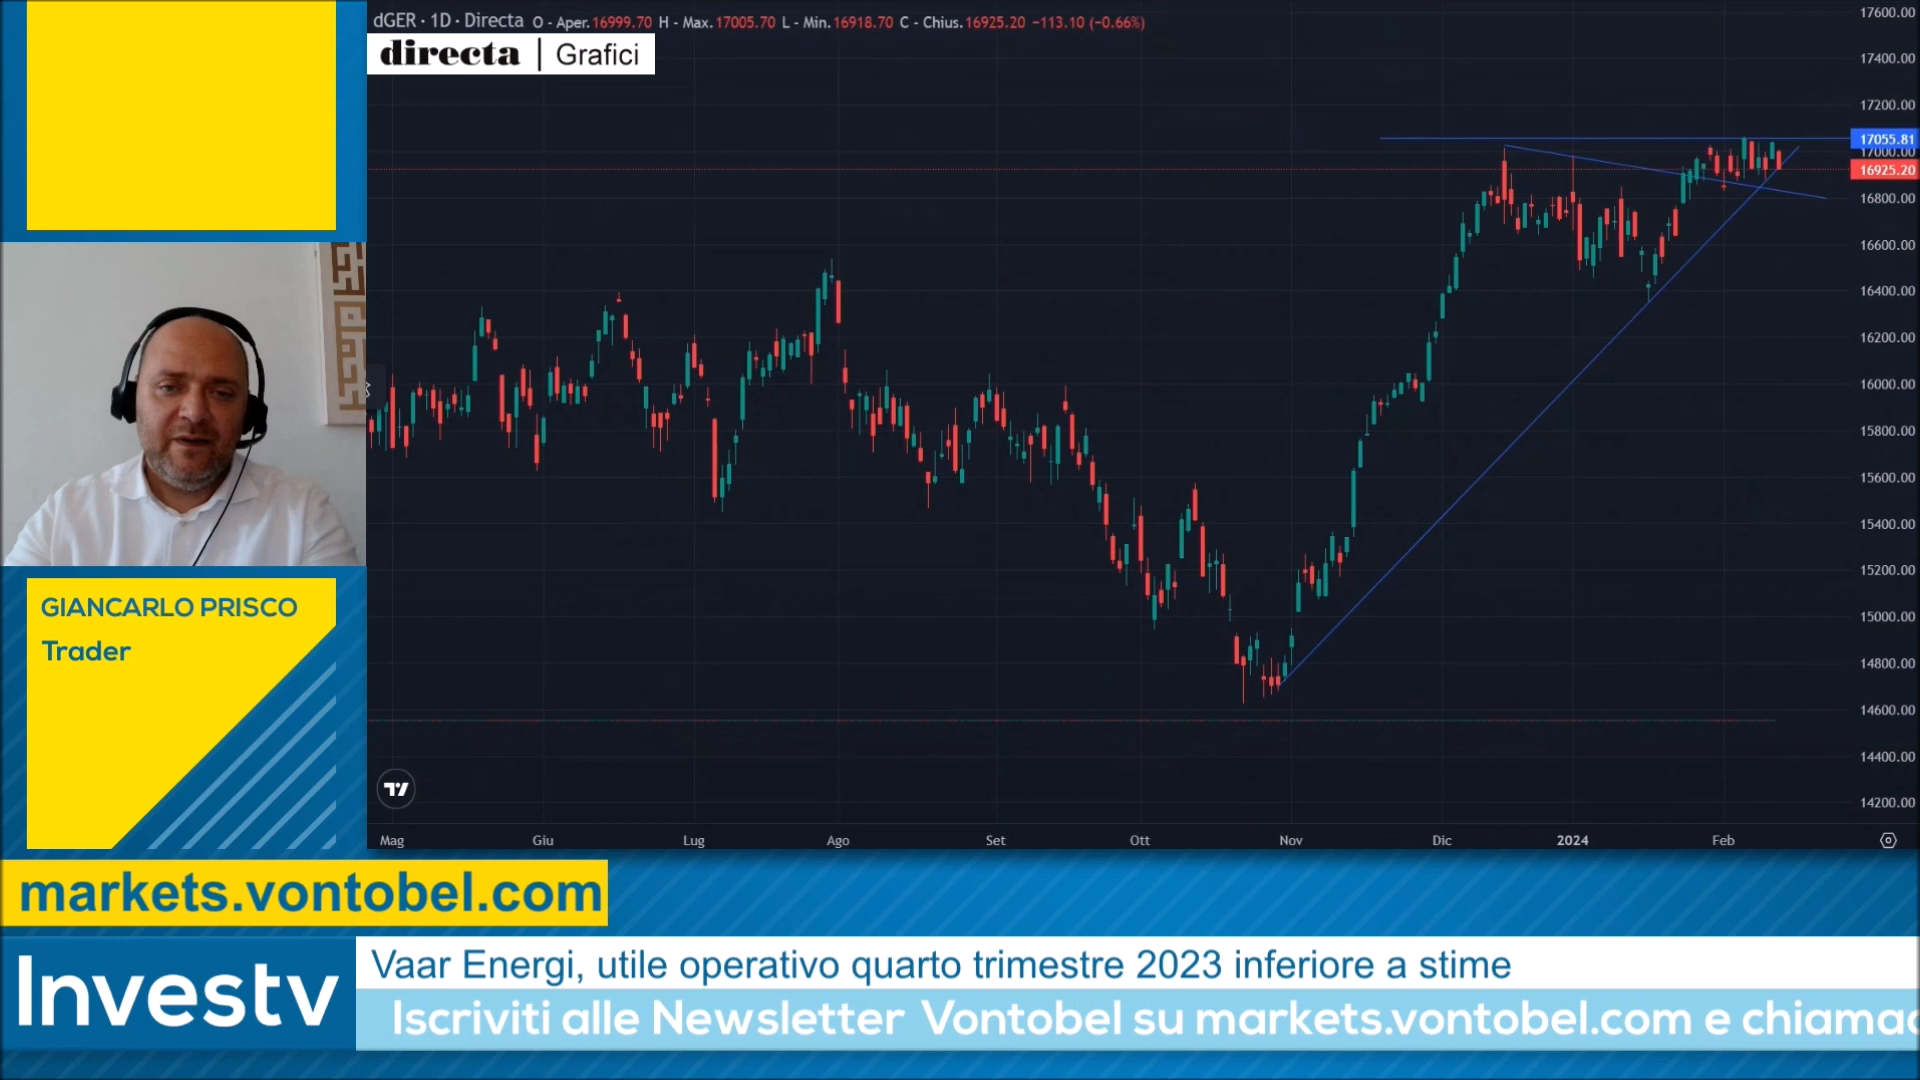 dGER · 1D · Directa O - Aper.16999.70 H - Max.17005.70 L - Min.16918.70 C - Chius.16925.20 −113.10 (−0.66%)
directa | Grafici
17600.00
17400.00
17200.00
17055.81
17000.00
16925.20
16800.00
16600.00
16400.00
16200.00
16000.00
15800.00
15600.00
15400.00
15200.00
15000.00
14800.00
14600.00
14400.00
14200.00
Mag Giu Lug Ago Set Ott Nov Dic 2024 Feb
GIANCARLO PRISCO
Trader
markets.vontobel.com
Investv
Vaar Energi, utile operativo quarto trimestre 2023 inferiore a stime
Iscriviti alle Newsletter Vontobel su markets.vontobel.com e chiamac